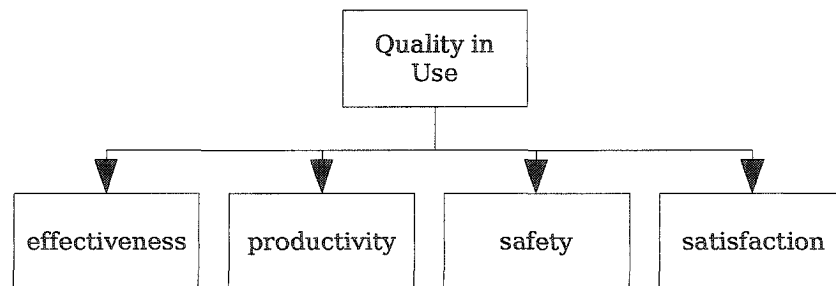 Quality in
Use
effectiveness
productivity
safety
satisfaction